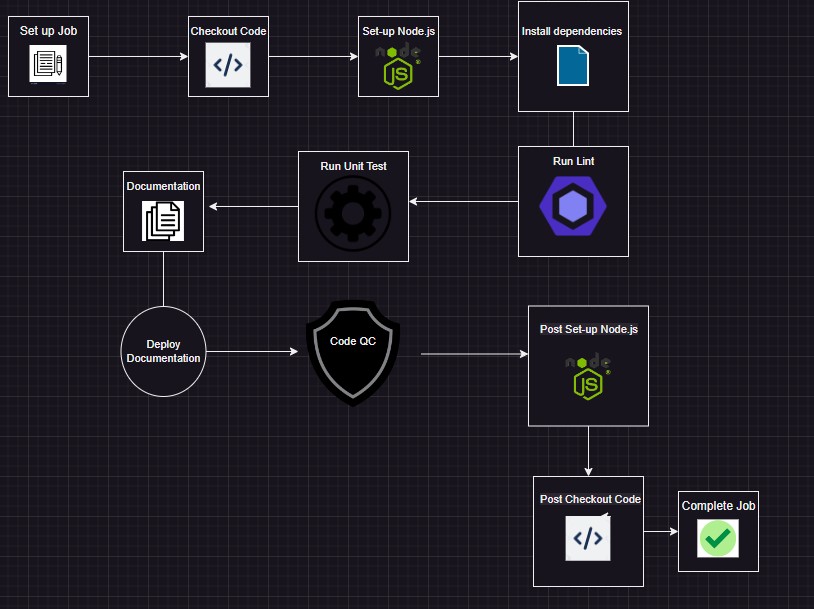 Set up Job
Checkout Code
Set-up Node.js
node
JS
®
Install dependencies
Run Lint
Run Unit Test
Documentation
Deploy
Documentation
Code QC
Post Set-up Node.js
node
JS
®
Post Checkout Code
</>
Complete Job